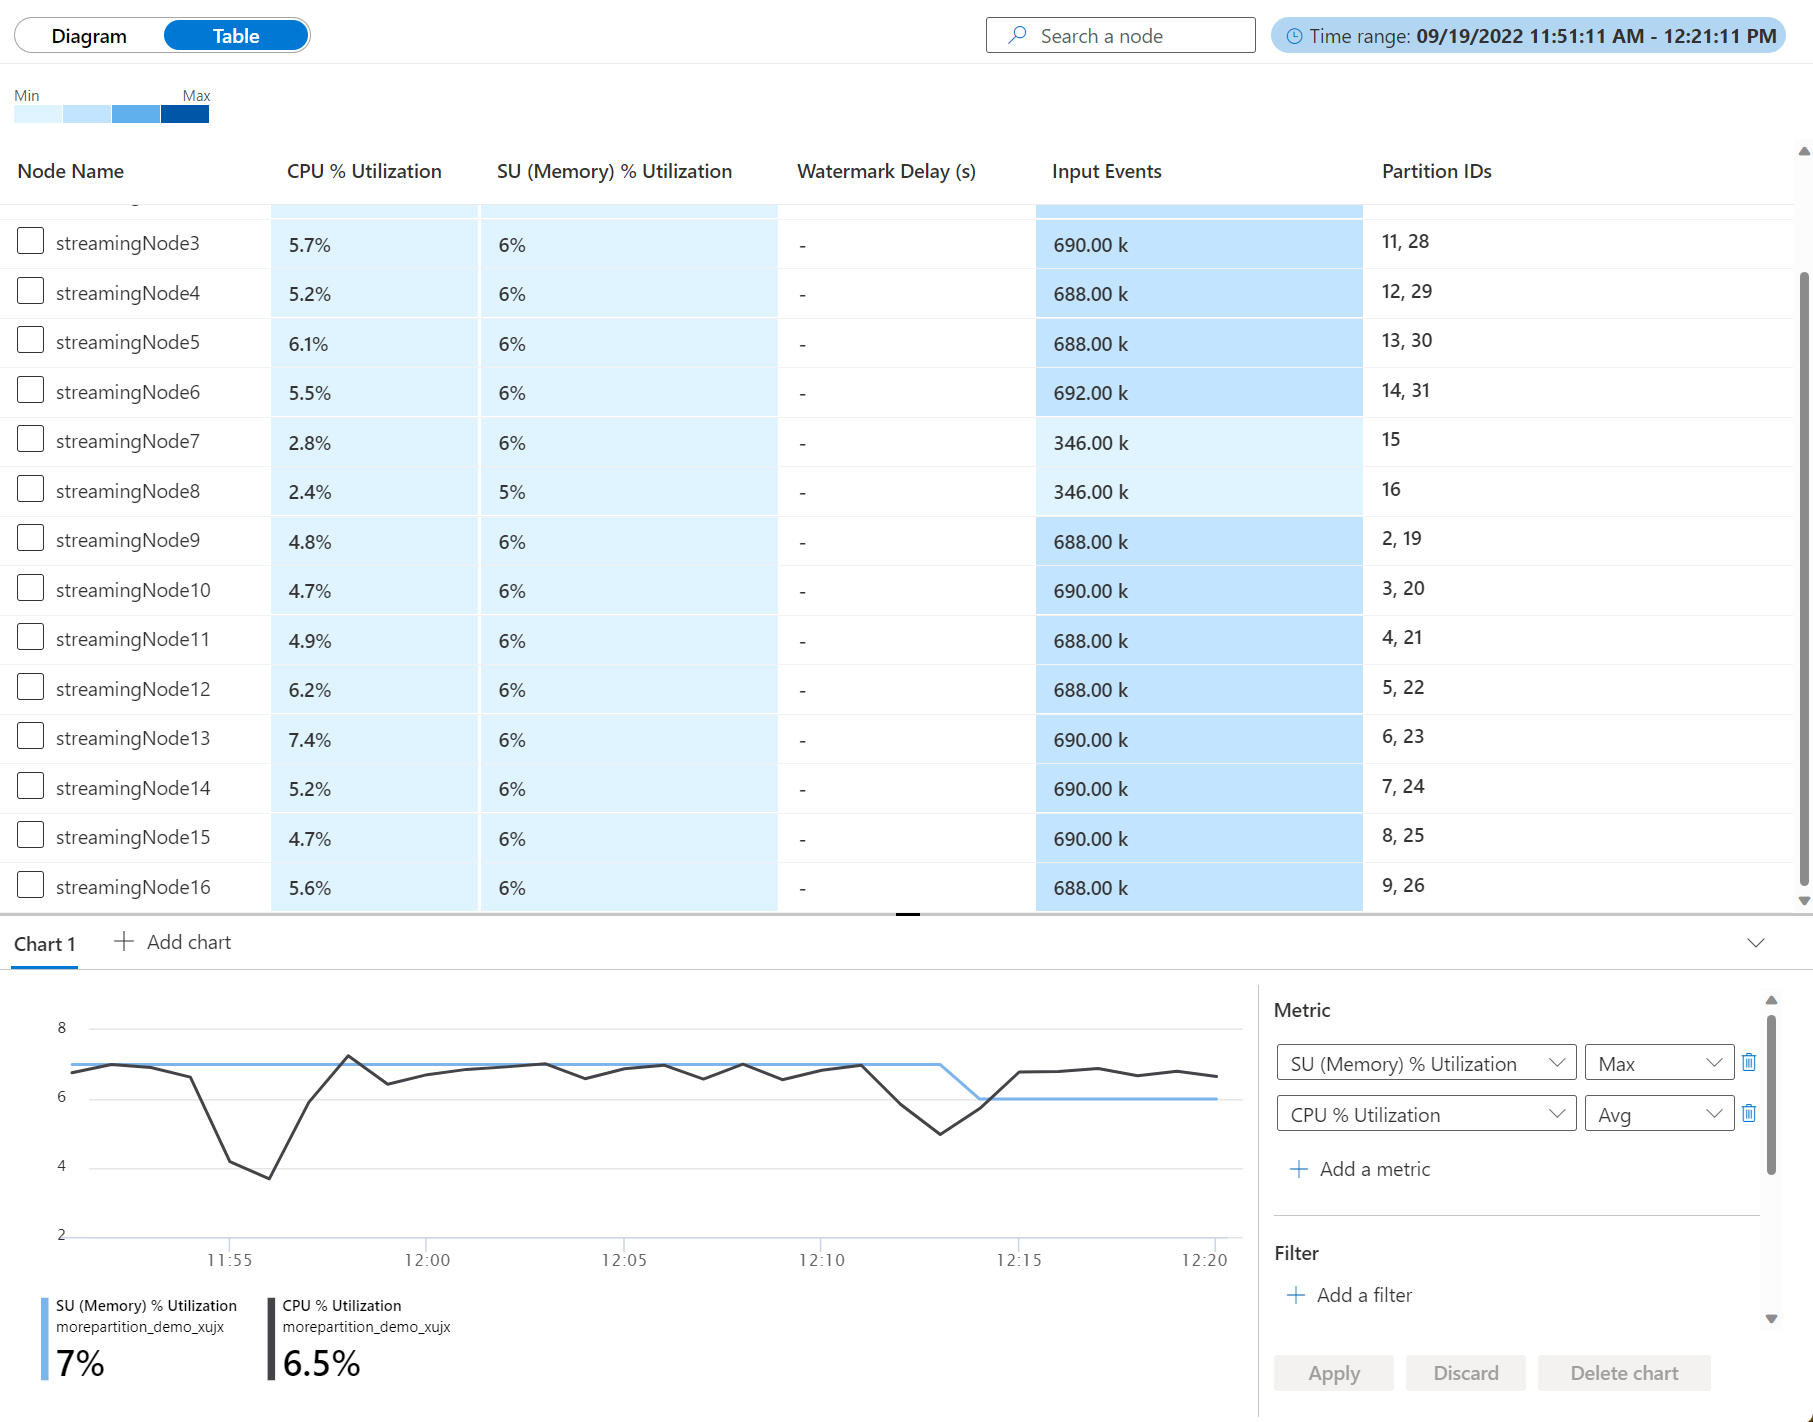 Diagram Table Search a node Time range: 09/19/2022 11:51:11 AM - 12:21:11 PM
Min Max
Node Name CPU % Utilization SU (Memory) % Utilization Watermark Delay (s) Input Events Partition IDs
streamingNode3 5.7% 6% - 690.00 k 11, 28
streamingNode4 5.2% 6% - 688.00 k 12, 29
streamingNode5 6.1% 6% - 688.00 k 13, 30
streamingNode6 5.5% 6% - 692.00 k 14, 31
streamingNode7 2.8% 6% - 346.00 k 15
streamingNode8 2.4% 5% - 346.00 k 16
streamingNode9 4.8% 6% - 688.00 k 2, 19
streamingNode10 4.7% 6% - 690.00 k 3, 20
streamingNode11 4.9% 6% - 688.00 k 4, 21
streamingNode12 6.2% 6% - 688.00 k 5, 22
streamingNode13 7.4% 6% - 690.00 k 6, 23
streamingNode14 5.2% 6% - 690.00 k 7, 24
streamingNode15 4.7% 6% - 690.00 k 8, 25
streamingNode16 5.6% 6% - 688.00 k 9, 26
Chart 1 Add chart
8
6
4
2
11:55 12:00 12:05 12:10 12:15 12:20
SU (Memory) % Utilization
morepartition_demo_xujx
7%
CPU % Utilization
morepartition_demo_xujx
6.5%
Metric
SU (Memory) % Utilization Max
CPU % Utilization Avg
Add a metric
Filter
Add a filter
Apply Discard Delete chart